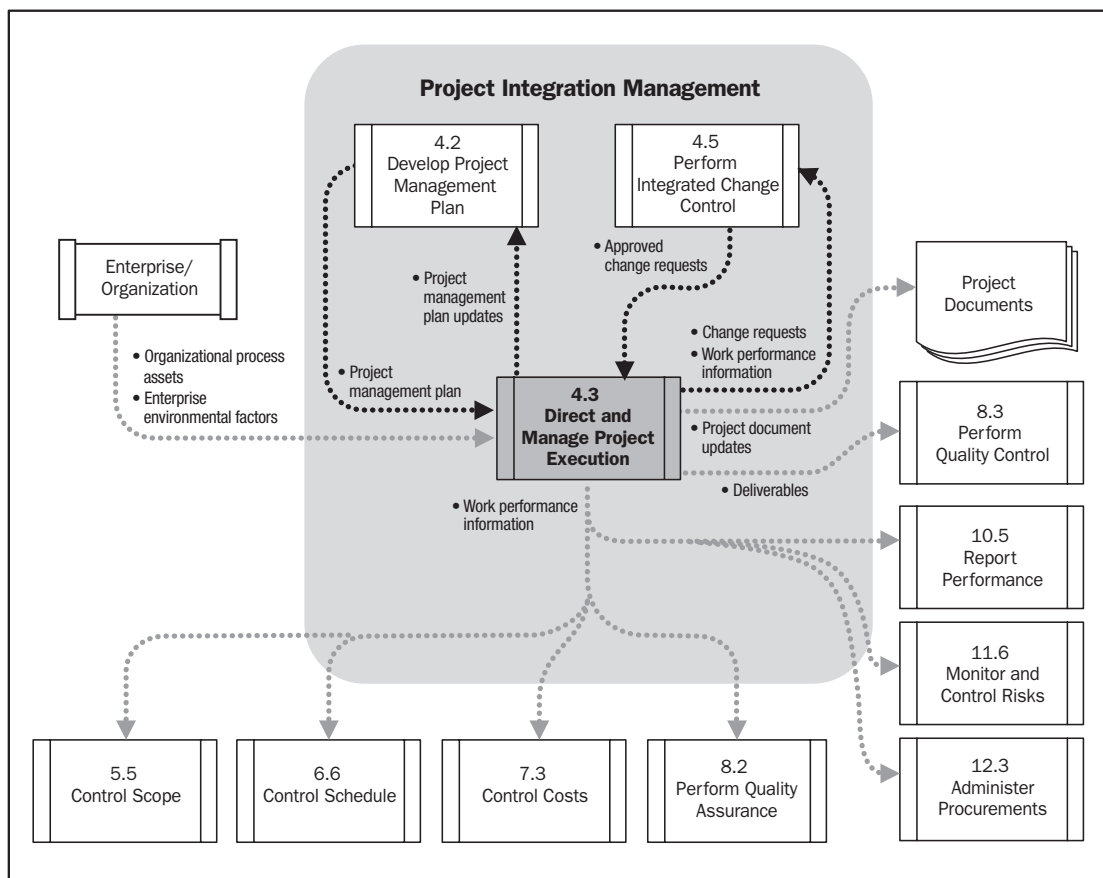 Project Integration Management
4.2
Develop Project
Management
Plan
4.5
Perform
Integrated Change
Control
Enterprise/
Organization
• Approved
change requests
• Project
management
plan updates
Project
Documents
• Organizational process
assets
• Enterprise
environmental factors
• Project
management plan
• Change requests
• Work performance
information
4.3
Direct and
Manage Project
Execution
• Project document
updates
8.3
Perform
Quality Control
• Deliverables
• Work performance
information
10.5
Report
Performance
11.6
Monitor and
Control Risks
5.5
Control Scope
6.6
Control Schedule
7.3
Control Costs
8.2
Perform Quality
Assurance
12.3
Administer
Procurements